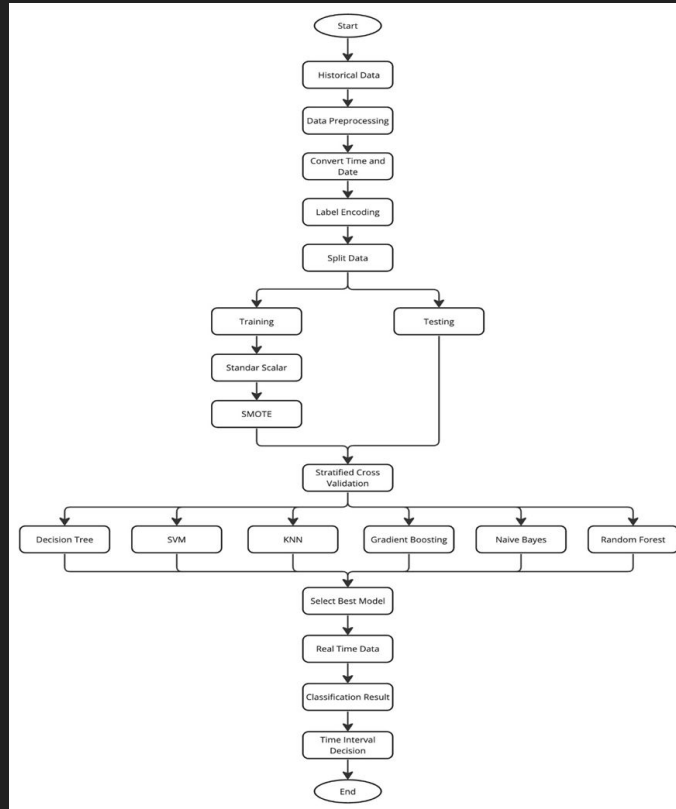 Start
Historical Data
Data Preprocessing
Convert Time and
Date
Label Encoding
Split Data
Training
Testing
Standar Scalar
SMOTE
Stratified Cross
Validation
Decision Tree
SVM
KNN
Gradient Boosting
Naive Bayes
Random Forest
Select Best Model
Real Time Data
Classification Result
Time Interval
Decision
End